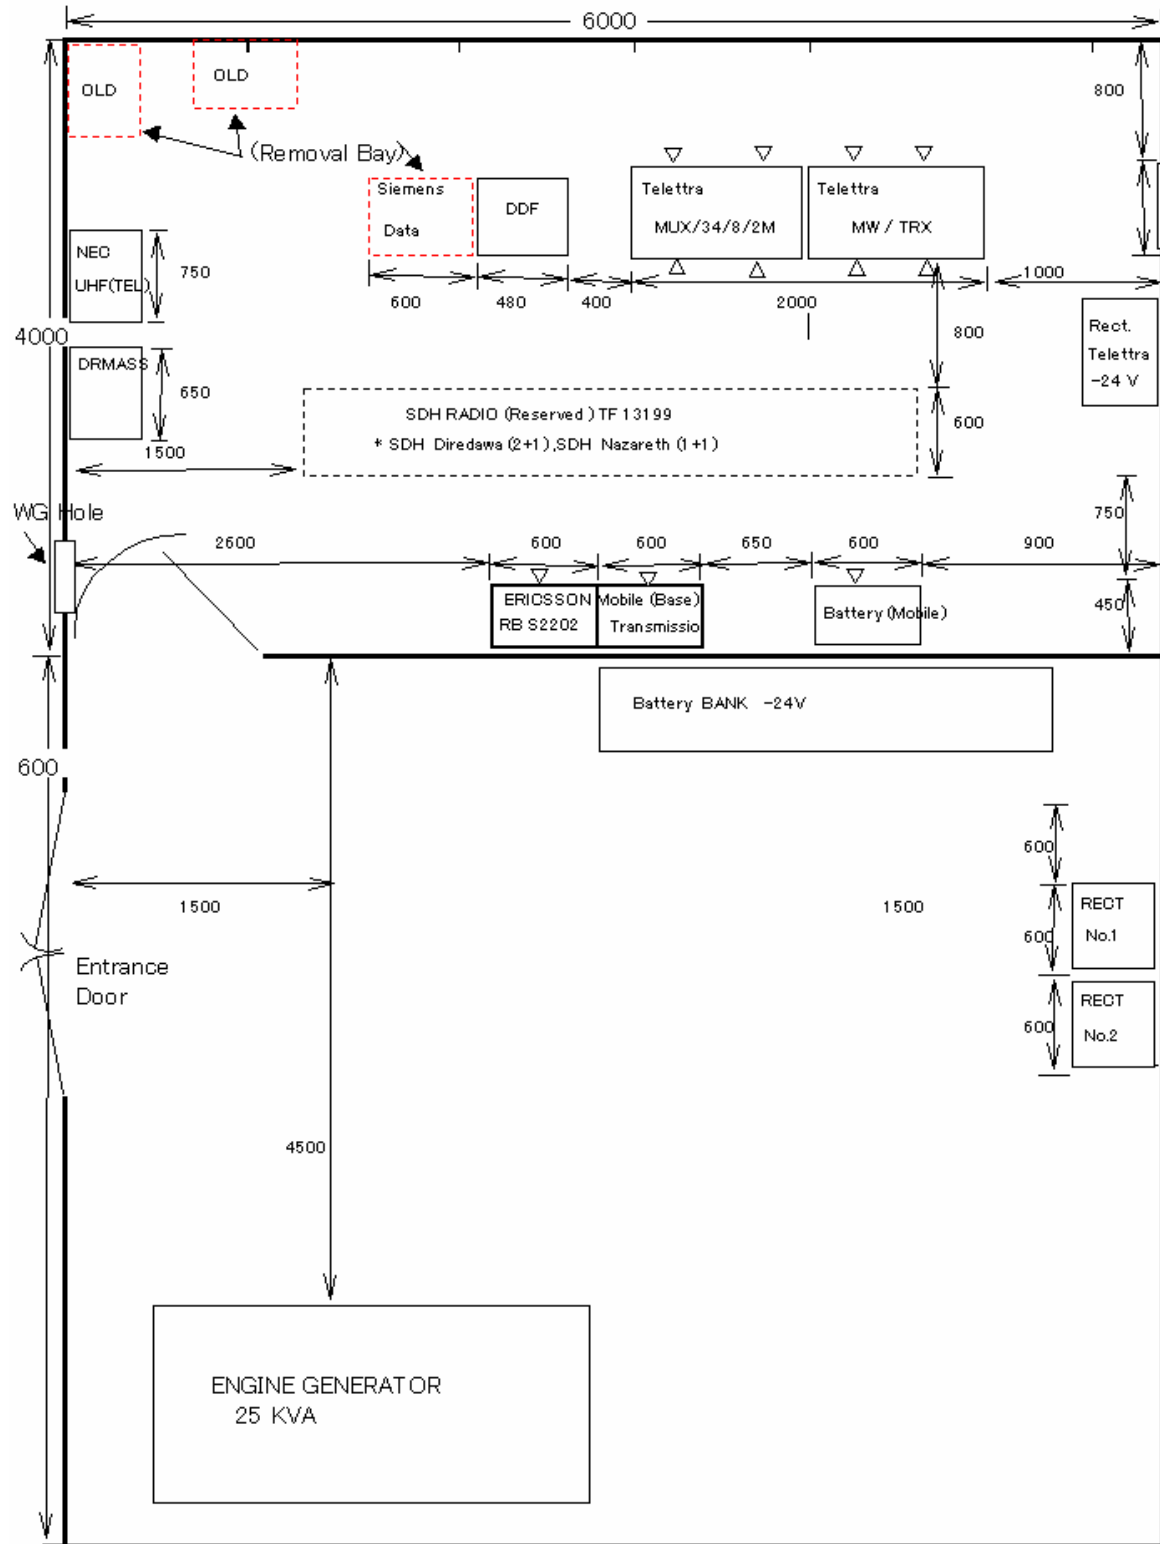 6000
OLD
OLD
800
(Removal Bay)
Siemens
Data
DDF
Telettra
MUX/34/8/2M
Telettra
MW / TRX
NEC
UHF(TEL)
750
600
480
400
2000
1000
4000
DRMASS
650
800
Rect.
Telettra
-24 V
SDH RADIO (Reserved) TF 13199
* SDH Diredawa (2+1),SDH Nazareth (1+1)
600
1500
WG Hole
2600
600
600
650
600
900
750
ERICSSON
RB S2202
Mobile (Base)
Transmissio
Battery (Mobile)
450
Battery BANK -24V
600
600
1500
1500
RECT
No.1
600
Entrance
Door
RECT
No.2
600
4500
ENGINE GENERATOR
25 KVA